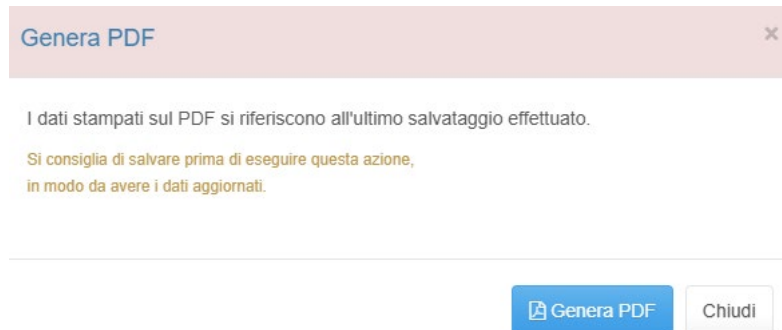 Genera PDF
×
I dati stampati sul PDF si riferiscono all'ultimo salvataggio effettuato.
Si consiglia di salvare prima di eseguire questa azione,
in modo da avere i dati aggiornati.
Genera PDF
Chiudi